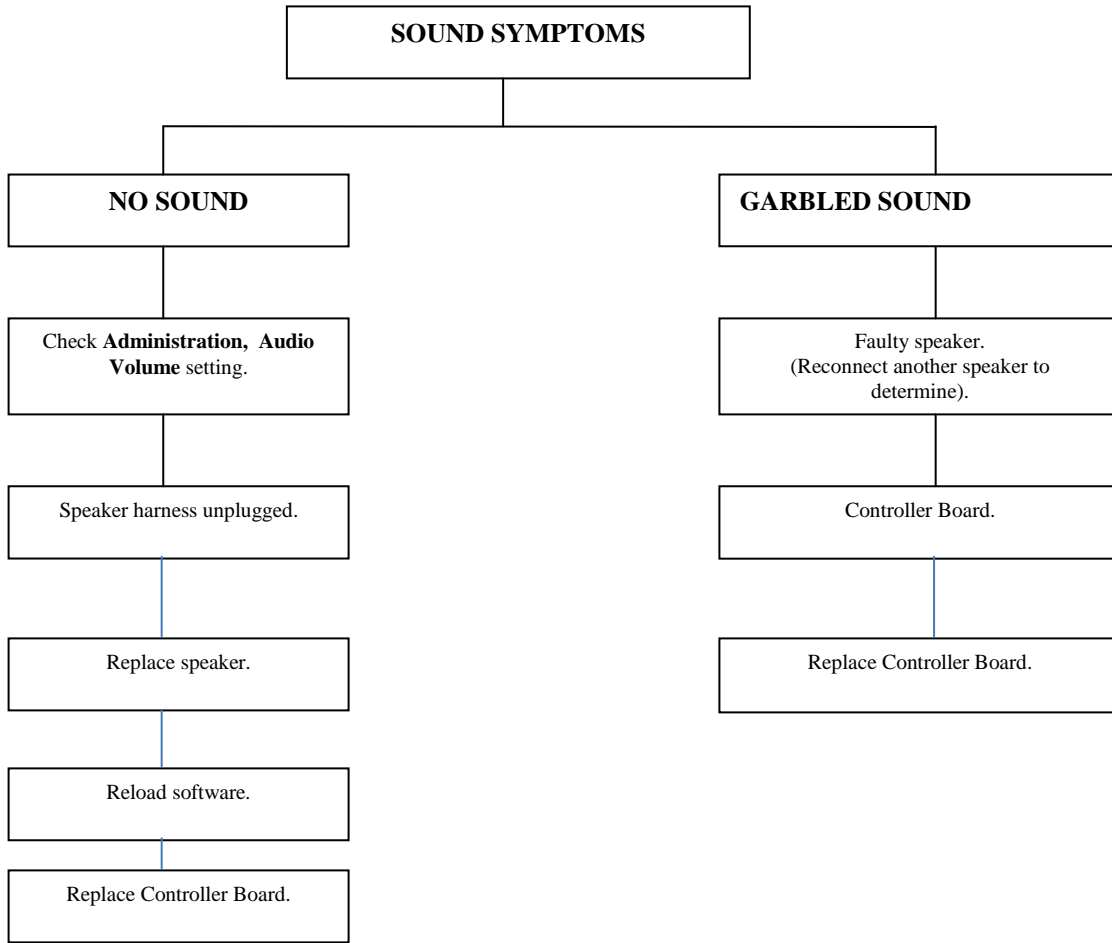 SOUND SYMPTOMS
NO SOUND
Check Administration, Audio
Volume setting.
Speaker harness unplugged.
Replace speaker.
Reload software.
Replace Controller Board.
GARBLED SOUND
Faulty speaker.
(Reconnect another speaker to
determine).
Controller Board.
Replace Controller Board.